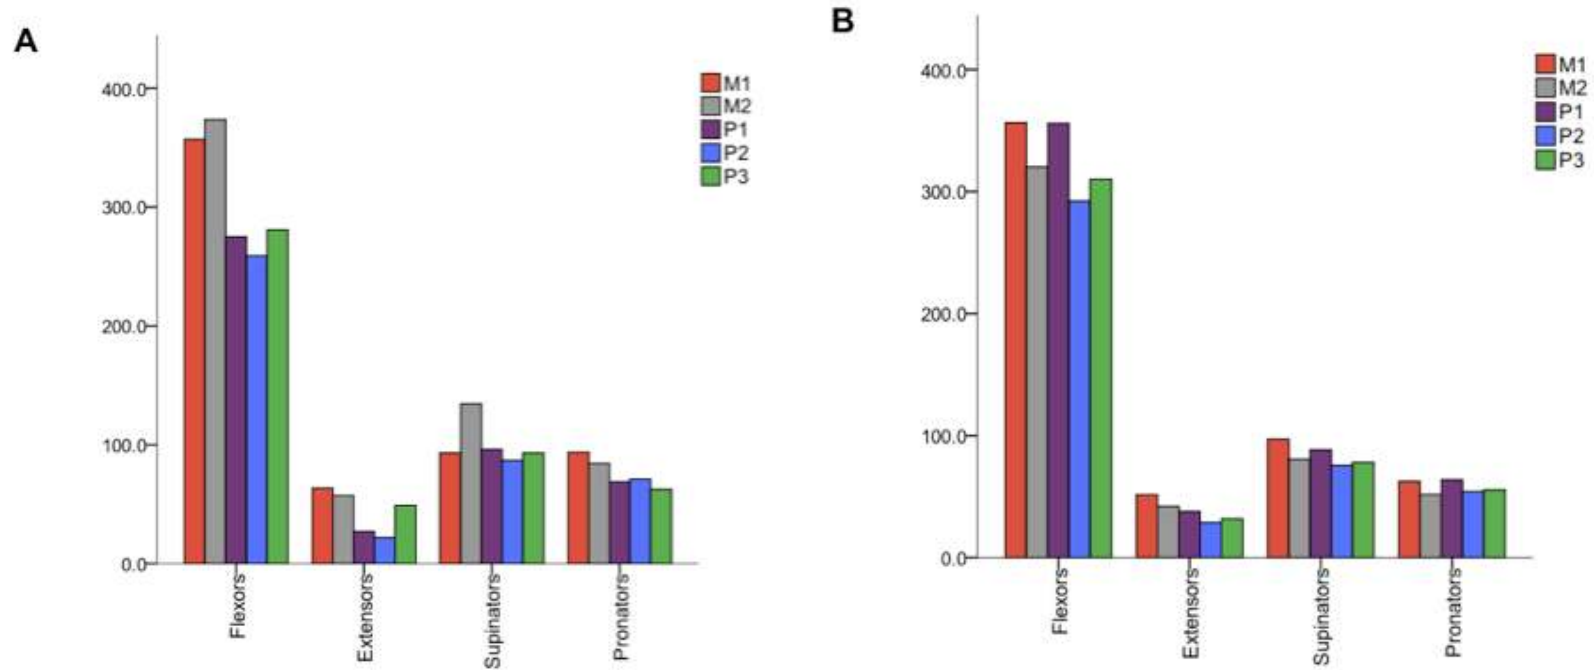 A
400.0
300.0
200.0
100.0
0.0
Flexors
Extensors
Supinators
Pronators
M1
M2
P1
P2
P3
B
400.0
300.0
200.0
100.0
0.0
Flexors
Extensors
Supinators
Pronators
M1
M2
P1
P2
P3